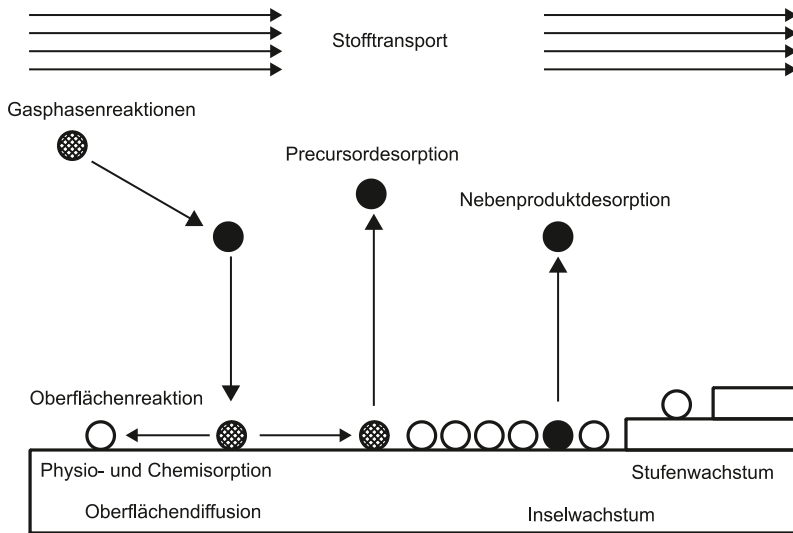 Stofftransport
Gasphasenreaktionen
Precursordesorption
Nebenproduktdesorption
Oberflächenreaktion
Physio- und Chemisorption
Stufenwachstum
Oberflächendiffusion
Inselwachstum